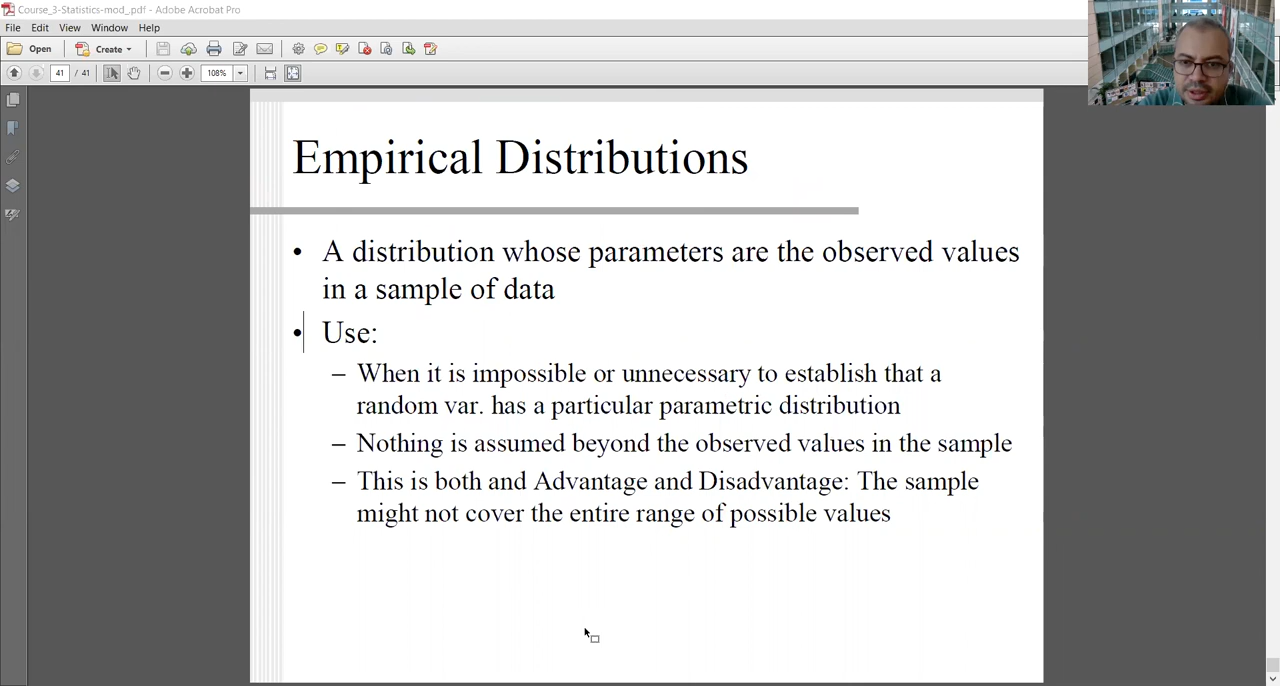 Course_3-Statistics-mod_.pdf - Adobe Acrobat Pro
File Edit View Window Help
Open Create
41 / 41 108%
Empirical Distributions
• A distribution whose parameters are the observed values
in a sample of data
• Use:
– When it is impossible or unnecessary to establish that a
random var. has a particular parametric distribution
– Nothing is assumed beyond the observed values in the sample
– This is both and Advantage and Disadvantage: The sample
might not cover the entire range of possible values